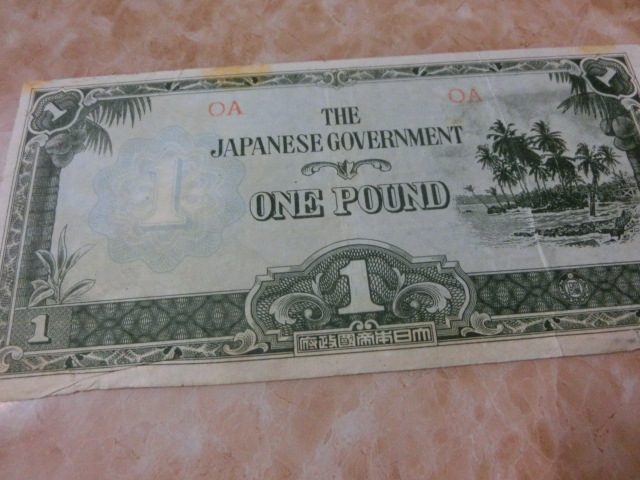 1
1
OA
OA
THE
JAPANESE GOVERNMENT
1
ONE POUND
1
1
大日本帝國政府